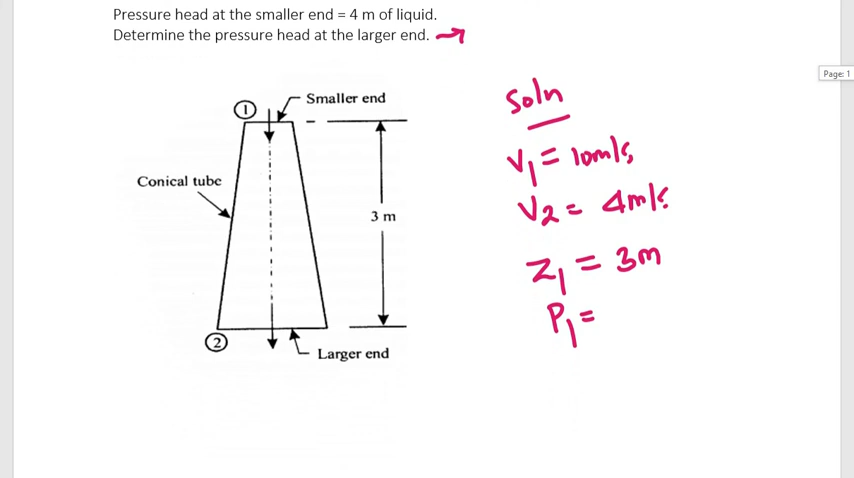 Pressure head at the smaller end = 4 m of liquid.
Determine the pressure head at the larger end.
Page: 1
Soln
① Smaller end
V1 = 10m/s
Conical tube
V2 = 4m/s
3 m
Z1 = 3m
P1 =
②
Larger end